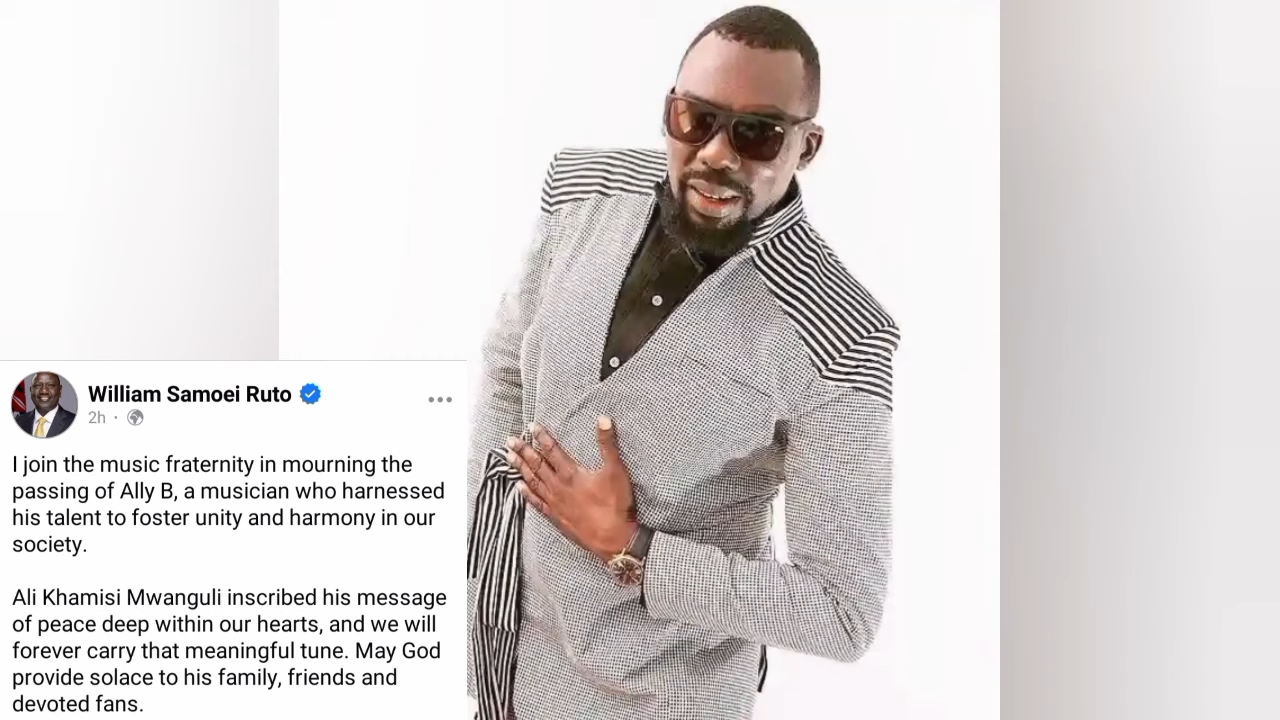 William Samoei Ruto
2h ·
I join the music fraternity in mourning the
passing of Ally B, a musician who harnessed
his talent to foster unity and harmony in our
society.
Ali Khamisi Mwanguli inscribed his message
of peace deep within our hearts, and we will
forever carry that meaningful tune. May God
provide solace to his family, friends and
devoted fans.